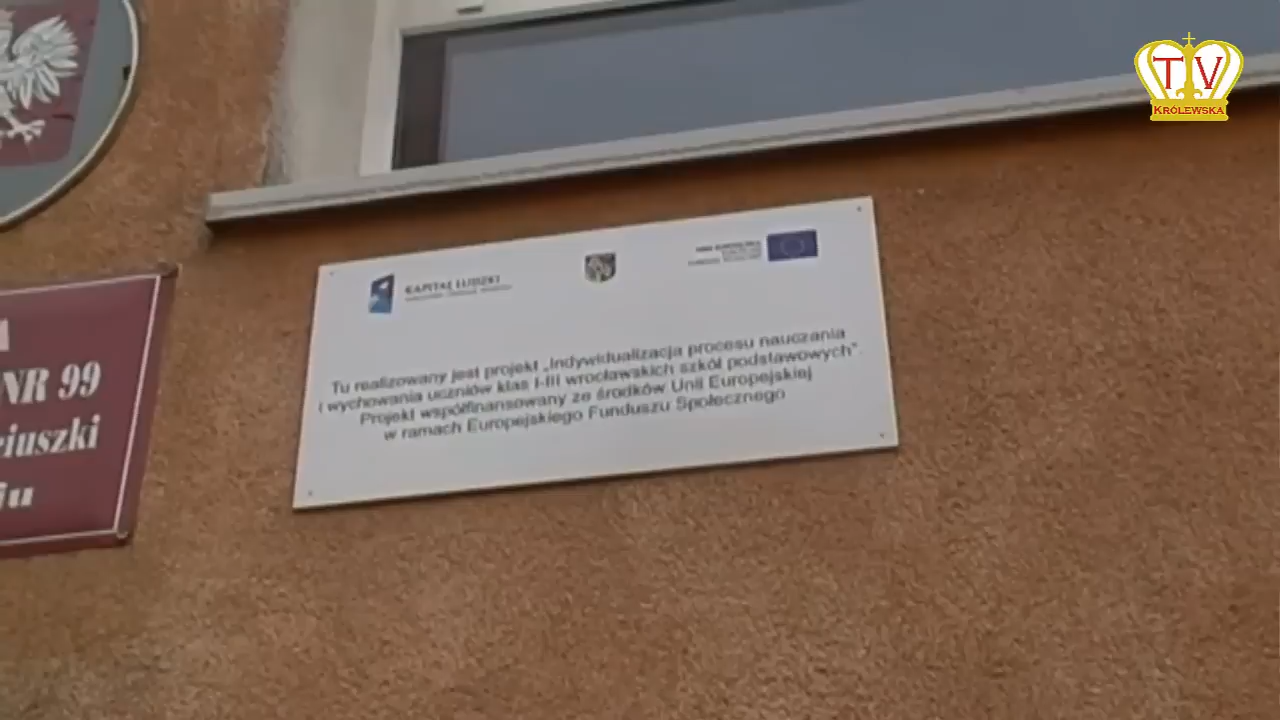 TV
KRÓLEWSKA
NR 99
KAPITAŁ LUDZKI
Tu realizowany jest projekt „Indywidualizacja procesu nauczania
i wychowania uczniów klas I-III wrocławskich szkół podstawowych”.
Projekt współfinansowany ze środków Unii Europejskiej
w ramach Europejskiego Funduszu Społecznego